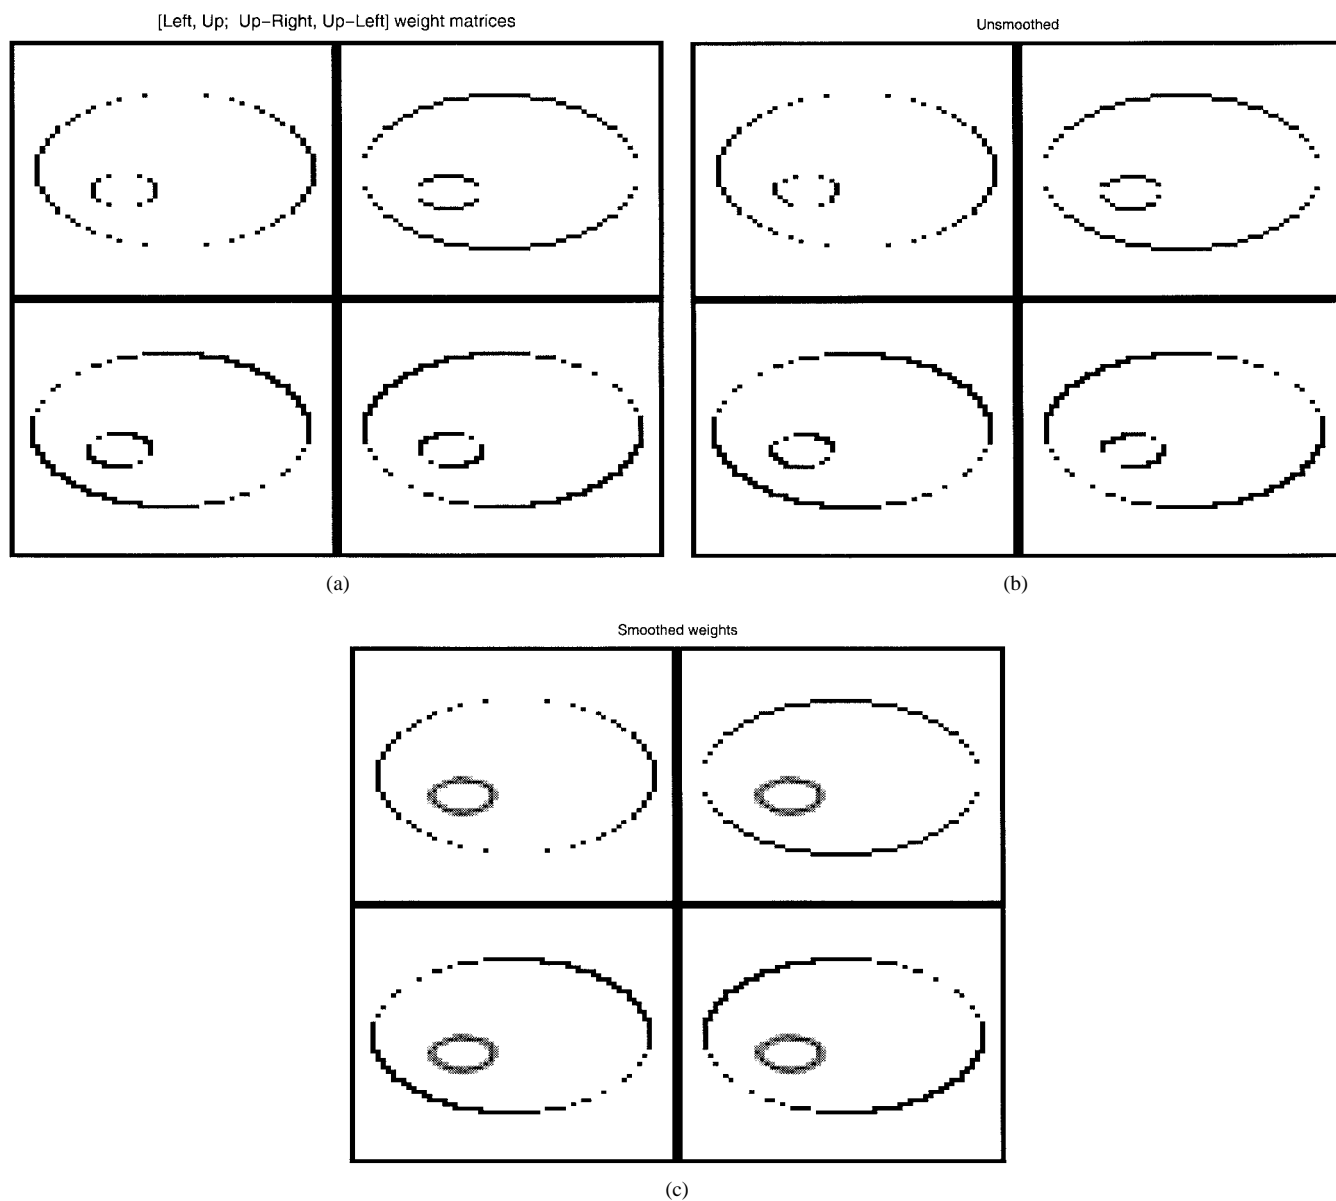 [Left, Up;  Up−Right, Up−Left] weight matrices
Unsmoothed
(a)
(b)
Smoothed weights
(c)